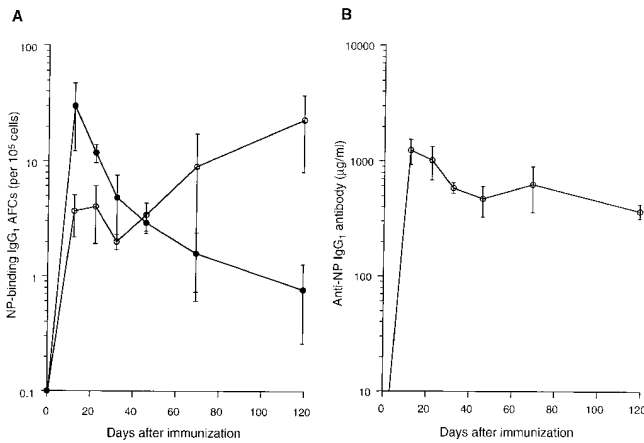 A
100
10
1
0.1
NP-binding IgG₁ AFCs (per 10⁵ cells)
0 20 40 60 80 100 120
Days after immunization
B
10000
1000
100
10
Anti-NP IgG₁ antibody (µg/ml)
0 20 40 60 80 100 120
Days after immunization